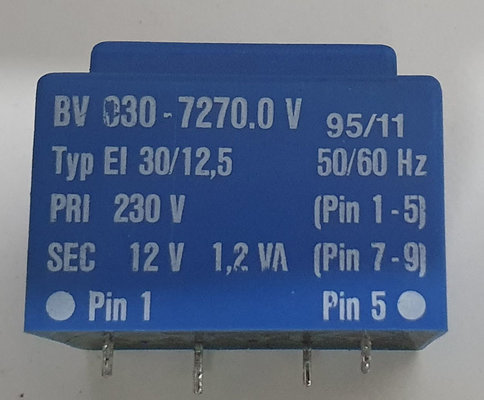 BV 030-7270.0 V 95/11
Typ EI 30/12,5 50/60 Hz
PRI 230 V (Pin 1-5)
SEC 12 V 1,2 VA (Pin 7-9)
Pin 1 Pin 5